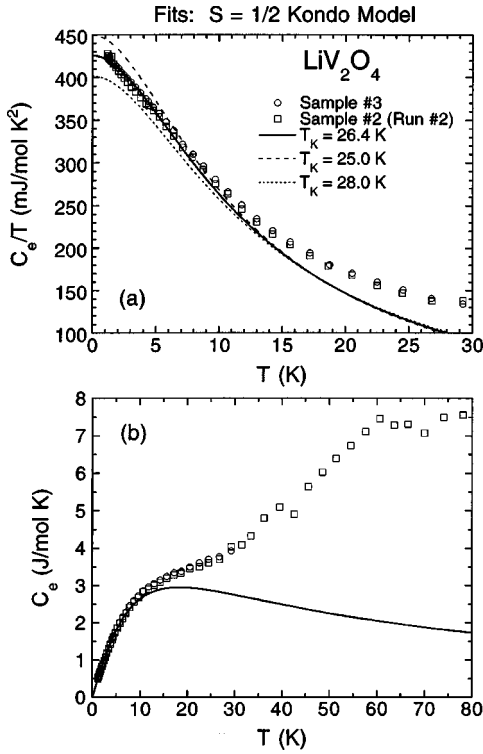 Fits: S = 1/2 Kondo Model
LiV₂O₄
Sample #3
Sample #2 (Run #2)
T_K = 26.4 K
T_K = 25.0 K
T_K = 28.0 K
C_e/T (mJ/mol K²)
450
400
350
300
250
200
150
100
(a)
0 5 10 15 20 25 30
T (K)
C_e (J/mol K)
8
7
6
5
4
3
2
1
0
(b)
0 10 20 30 40 50 60 70 80
T (K)